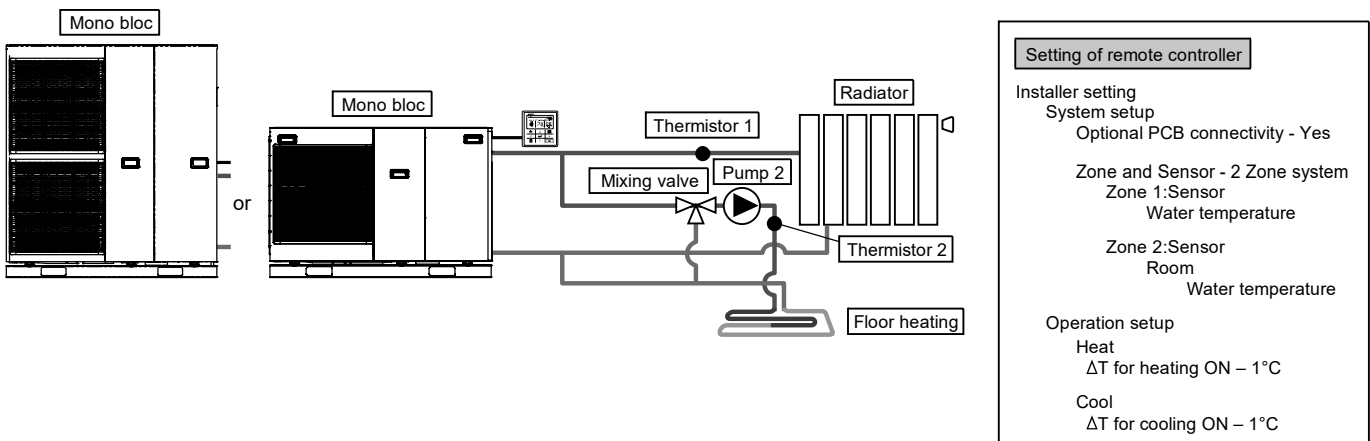 Mono bloc
or
Mono bloc
Thermistor 1
Radiator
Mixing valve
Pump 2
Thermistor 2
Floor heating
Setting of remote controller
Installer setting
System setup
Optional PCB connectivity - Yes
Zone and Sensor - 2 Zone system
Zone 1:Sensor
Water temperature
Zone 2:Sensor
Room
Water temperature
Operation setup
Heat
ΔT for heating ON – 1°C
Cool
ΔT for cooling ON – 1°C